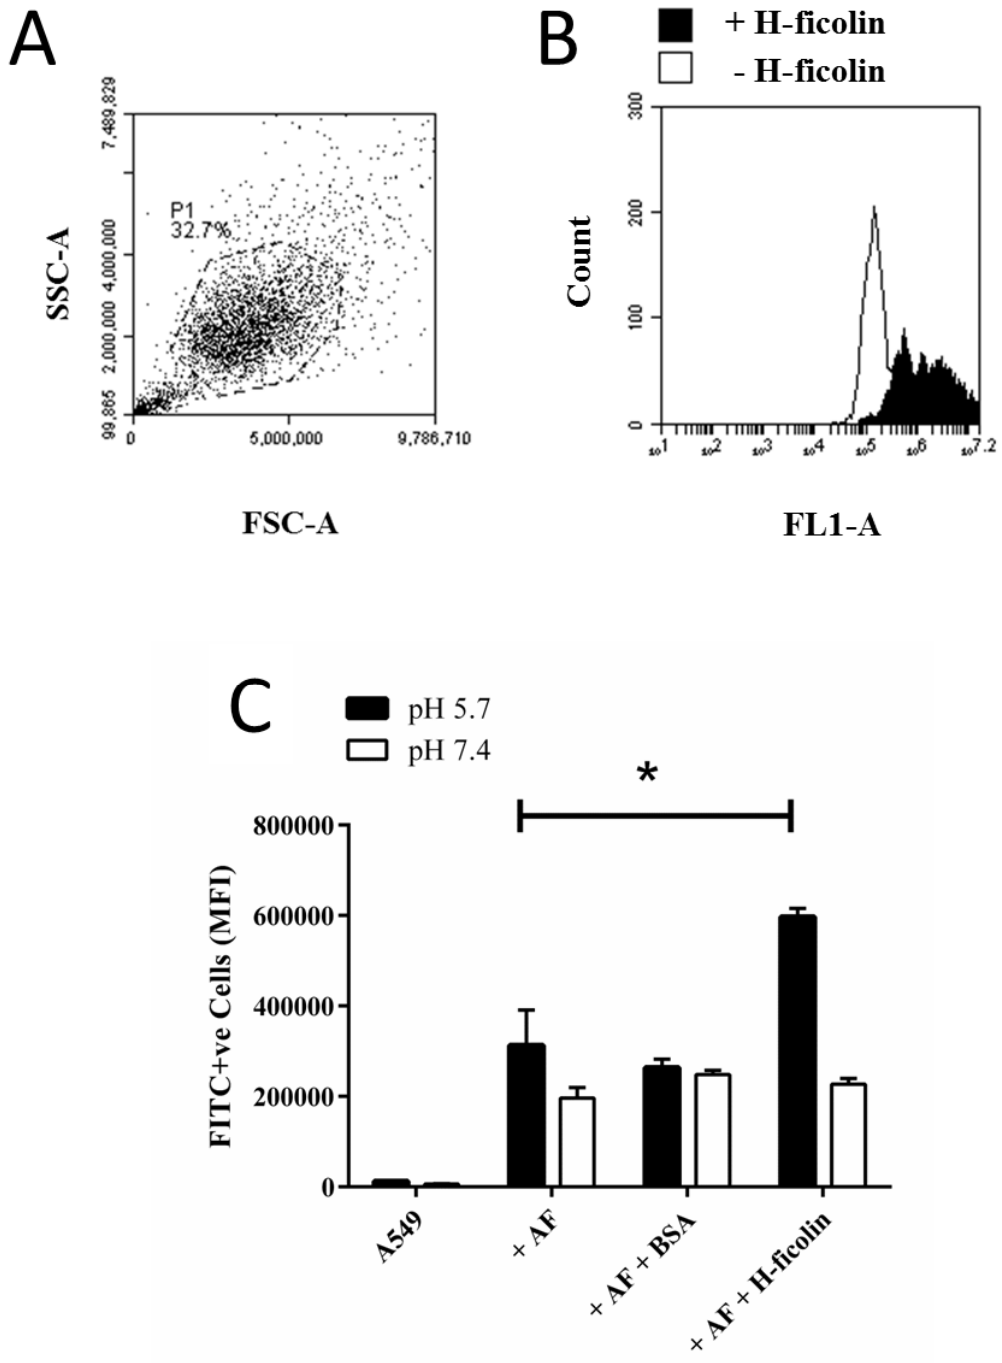 A
7,489,829
4,000,000
2,000,000
99,865
SSC-A
P1
32.7%
0
5,000,000
9,786,710
FSC-A
B
+ H-ficolin
- H-ficolin
300
200
100
0
Count
10^1
10^2
10^3
10^4
10^5
10^6
10^7.2
FL1-A
C
pH 5.7
pH 7.4
*
800000
600000
400000
200000
0
FITC+ve Cells (MFI)
A549
+ AF
+ AF + BSA
+ AF + H-ficolin